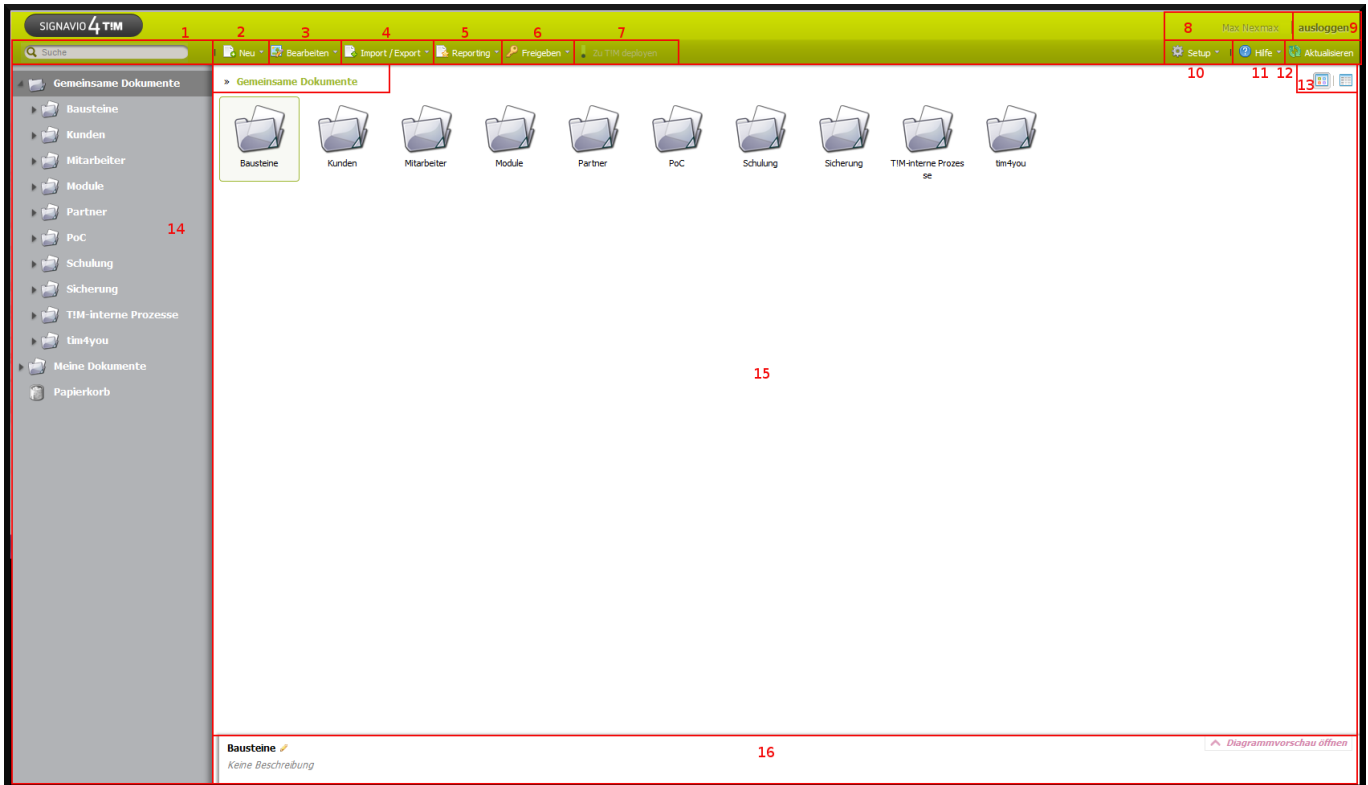 SIGNAVIO 4 T!M
1 2 3 4 5 6 7 8 Max Nexmax ausloggen 9
Suche Neu Bearbeiten Import / Export Reporting Freigeben Zu T!M deployen Setup Hilfe Aktualisieren
10 11 12 13
Gemeinsame Dokumente
» Gemeinsame Dokumente
Bausteine
Kunden
Mitarbeiter
Module
Partner
PoC
14
Schulung
Sicherung
T!M-interne Prozesse
tim4you
Meine Dokumente
Papierkorb
Bausteine Kunden Mitarbeiter Module Partner PoC Schulung Sicherung T!M-interne Prozes tim4you
se
15
Bausteine
Keine Beschreibung
16
Diagrammvorschau öffnen